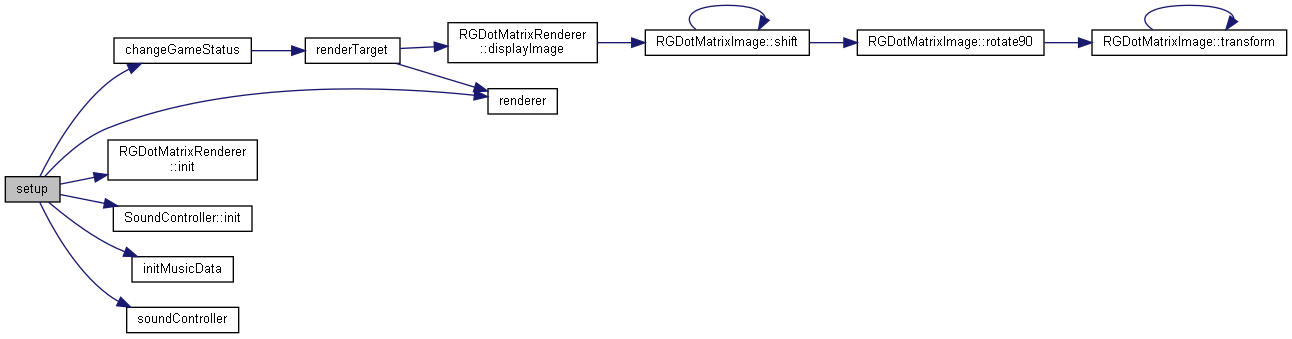 setup
changeGameStatus
renderTarget
RGDotMatrixRenderer
::displayImage
RGDotMatrixImage::shift
RGDotMatrixImage::rotate90
RGDotMatrixImage::transform
renderer
RGDotMatrixRenderer
::init
SoundController::init
initMusicData
soundController